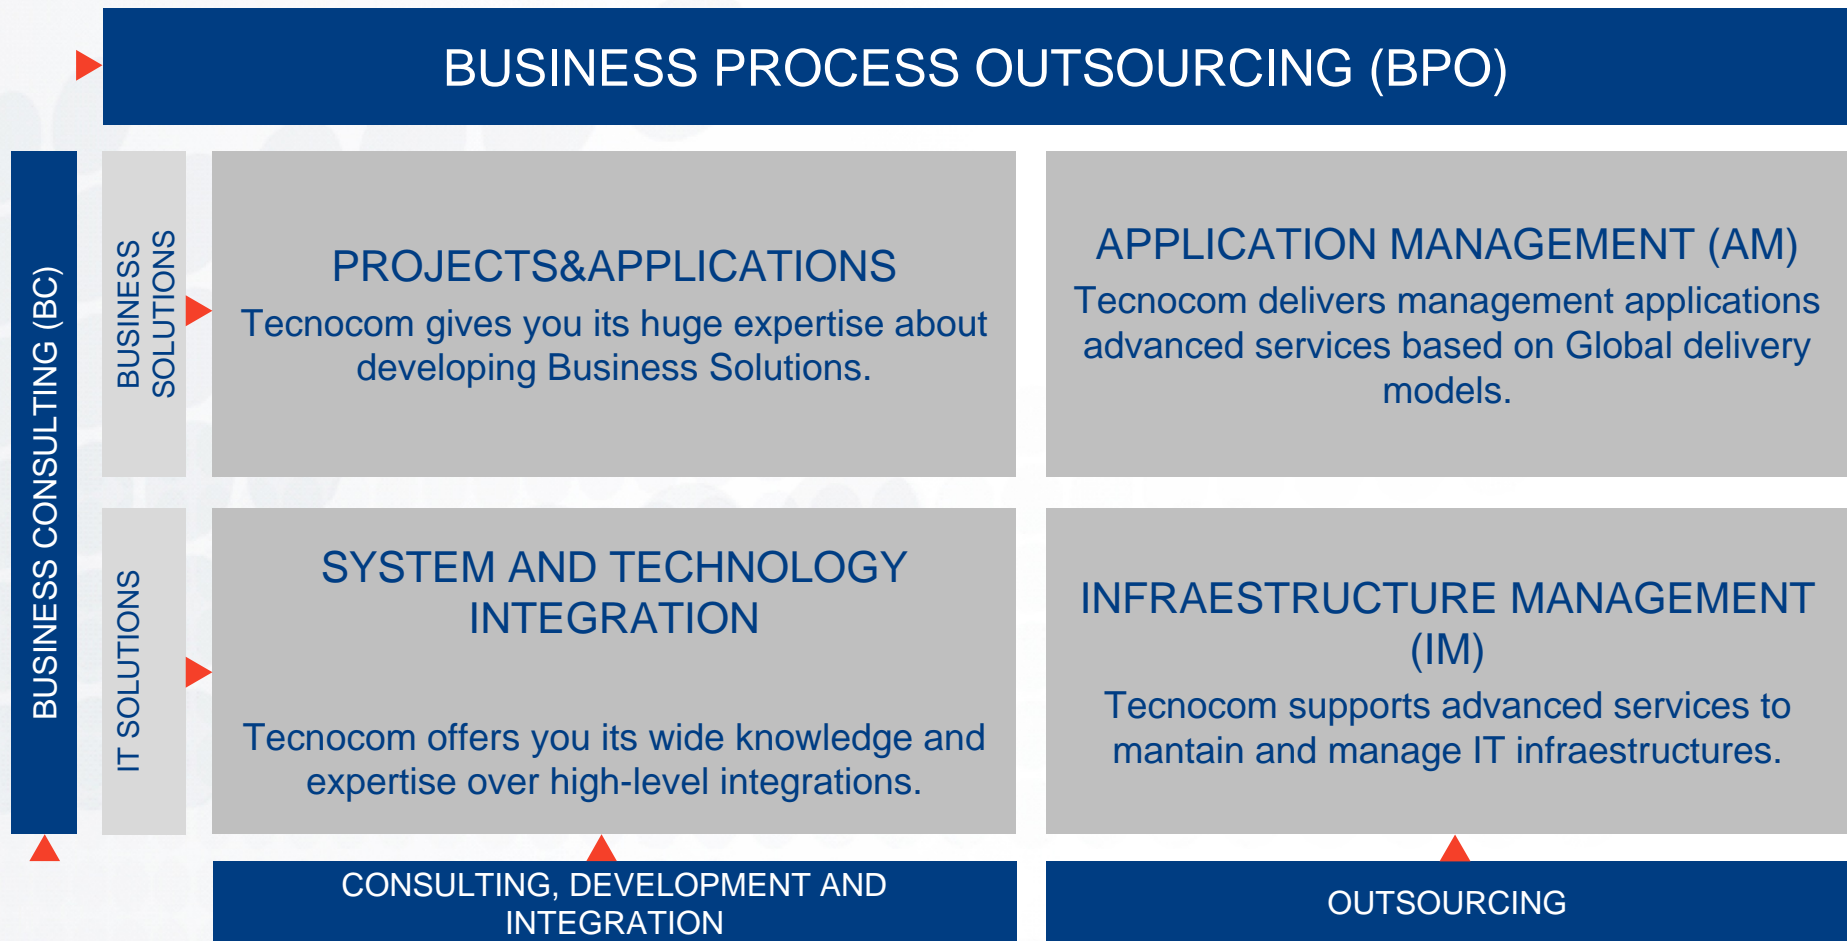 BUSINESS PROCESS OUTSOURCING (BPO)
BUSINESS CONSULTING (BC)
BUSINESS
SOLUTIONS
PROJECTS&APPLICATIONS
Tecnocom gives you its huge expertise about
developing Business Solutions.
APPLICATION MANAGEMENT (AM)
Tecnocom delivers management applications
advanced services based on Global delivery
models.
IT SOLUTIONS
SYSTEM AND TECHNOLOGY
INTEGRATION
Tecnocom offers you its wide knowledge and
expertise over high-level integrations.
INFRAESTRUCTURE MANAGEMENT
(IM)
Tecnocom supports advanced services to
mantain and manage IT infraestructures.
CONSULTING, DEVELOPMENT AND
INTEGRATION
OUTSOURCING